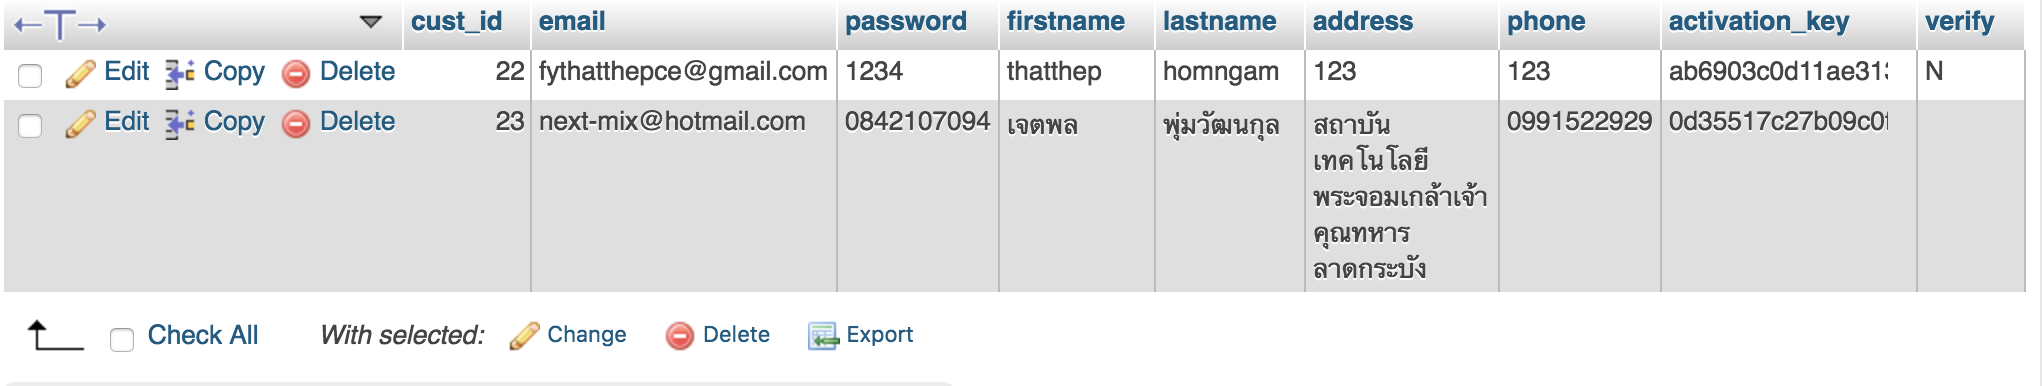 cust_id email password firstname lastname address phone activation_key verify
Edit Copy Delete 22 fythatthepce@gmail.com 1234 thatthep homngam 123 123 ab6903c0d11ae31 N
Edit Copy Delete 23 next-mix@hotmail.com 0842107094 เจตพล พุ่มวัฒนกุล สถาบัน 0991522929 0d35517c27b09c0
เทคโนโลยี
พระจอมเกล้าเจ้า
คุณทหาร
ลาดกระบัง
Check All With selected: Change Delete Export